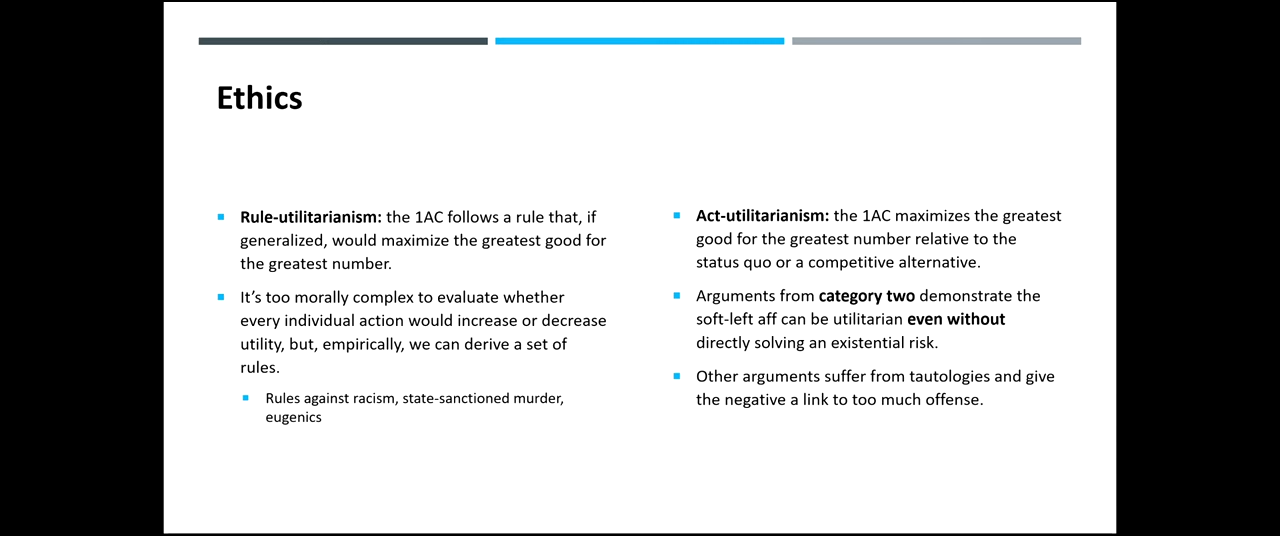 Ethics
Rule-utilitarianism: the 1AC follows a rule that, if
generalized, would maximize the greatest good for
the greatest number.
It’s too morally complex to evaluate whether
every individual action would increase or decrease
utility, but, empirically, we can derive a set of
rules.
Rules against racism, state-sanctioned murder,
eugenics
Act-utilitarianism: the 1AC maximizes the greatest
good for the greatest number relative to the
status quo or a competitive alternative.
Arguments from category two demonstrate the
soft-left aff can be utilitarian even without
directly solving an existential risk.
Other arguments suffer from tautologies and give
the negative a link to too much offense.